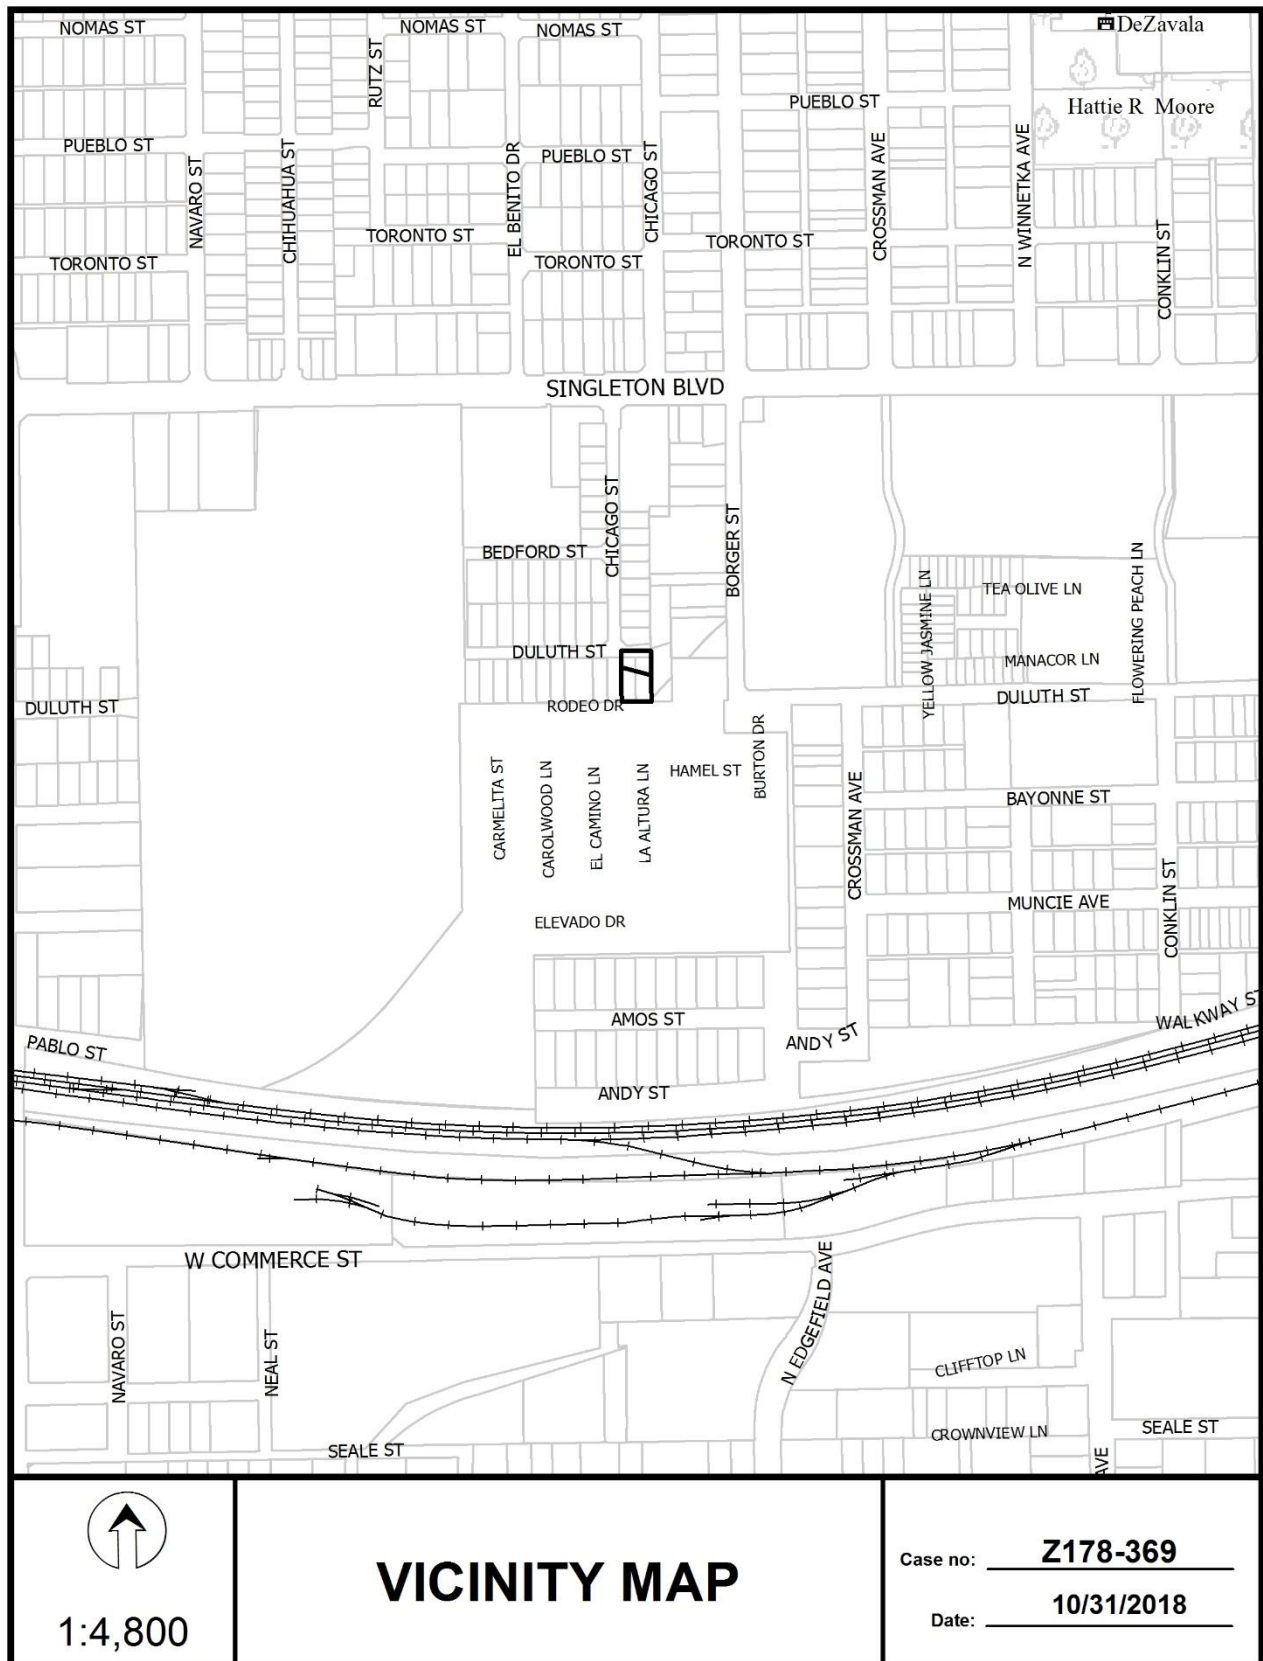 NOMAS ST
NOMAS ST
NOMAS ST
DeZavala
RUTZ ST
PUEBLO ST
Hattie R Moore
PUEBLO ST
PUEBLO ST
NAVARO ST
CHIHUAHUA ST
EL BENITO DR
CHICAGO ST
CROSSMAN AVE
N WINNETKA AVE
TORONTO ST
TORONTO ST
TORONTO ST
TORONTO ST
CONKLIN ST
SINGLETON BLVD
CHICAGO ST
BORGER ST
BEDFORD ST
YELLOW JASMINE LN
TEA OLIVE LN
FLOWERING PEACH LN
DULUTH ST
MANACOR LN
DULUTH ST
RODEO DR
DULUTH ST
BURTON DR
CARMELITA ST
CAROLWOOD LN
EL CAMINO LN
LA ALTURA LN
HAMEL ST
CROSSMAN AVE
BAYONNE ST
ELEVADO DR
MUNCIE AVE
CONKLIN ST
AMOS ST
ANDY ST
WALKWAY ST
PABLO ST
ANDY ST
W COMMERCE ST
N EDGEFIELD AVE
NAVARO ST
NEAL ST
CLIFFTOP LN
CROWNVIEW LN
SEALE ST
SEALE ST
AVE
1:4,800
VICINITY MAP
Case no: Z178-369
Date: 10/31/2018